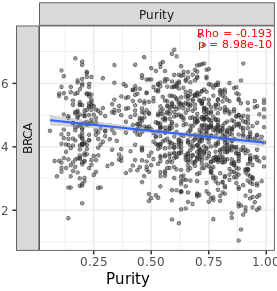 Purity
Rho = -0.193
p = 8.98e-10
BRCA
6
4
2
0.25
0.50
0.75
1.00
Purity